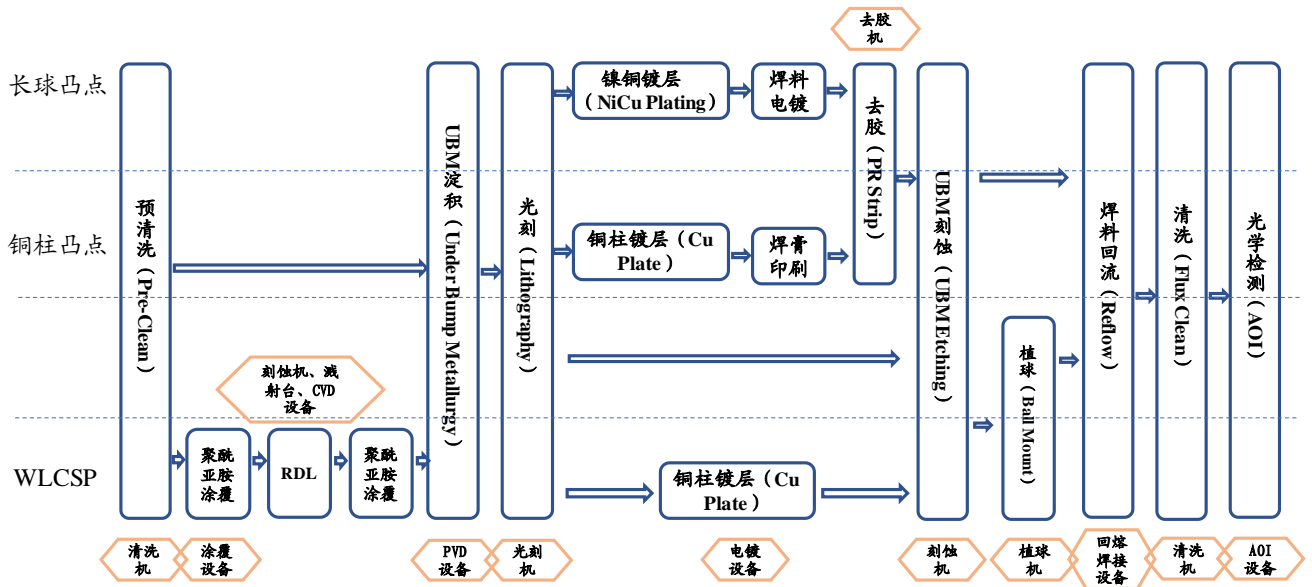 去胶
机
长球凸点
铜柱凸点
WLCSP
预清洗（Pre-Clean）
聚酰
亚胺
涂覆
刻蚀机、溅
射台、CVD
设备
RDL
聚酰
亚胺
涂覆
UBM淀积（Under Bump Metallurgy）
光刻（Lithography）
镍铜镀层
（NiCu Plating）
焊料
电镀
铜柱镀层（Cu
Plate）
焊膏
印刷
铜柱镀层（Cu
Plate）
去胶（PR Strip）
UBM刻蚀（UBM Etching）
植球（Ball Mount）
焊料回流（Reflow）
清洗（Flux Clean）
光学检测（AOI）
清洗
机
涂覆
设备
PVD
设备
光刻
机
电镀
设备
刻蚀
机
植球
机
回熔
焊接
设备
清洗
机
AOI
设备